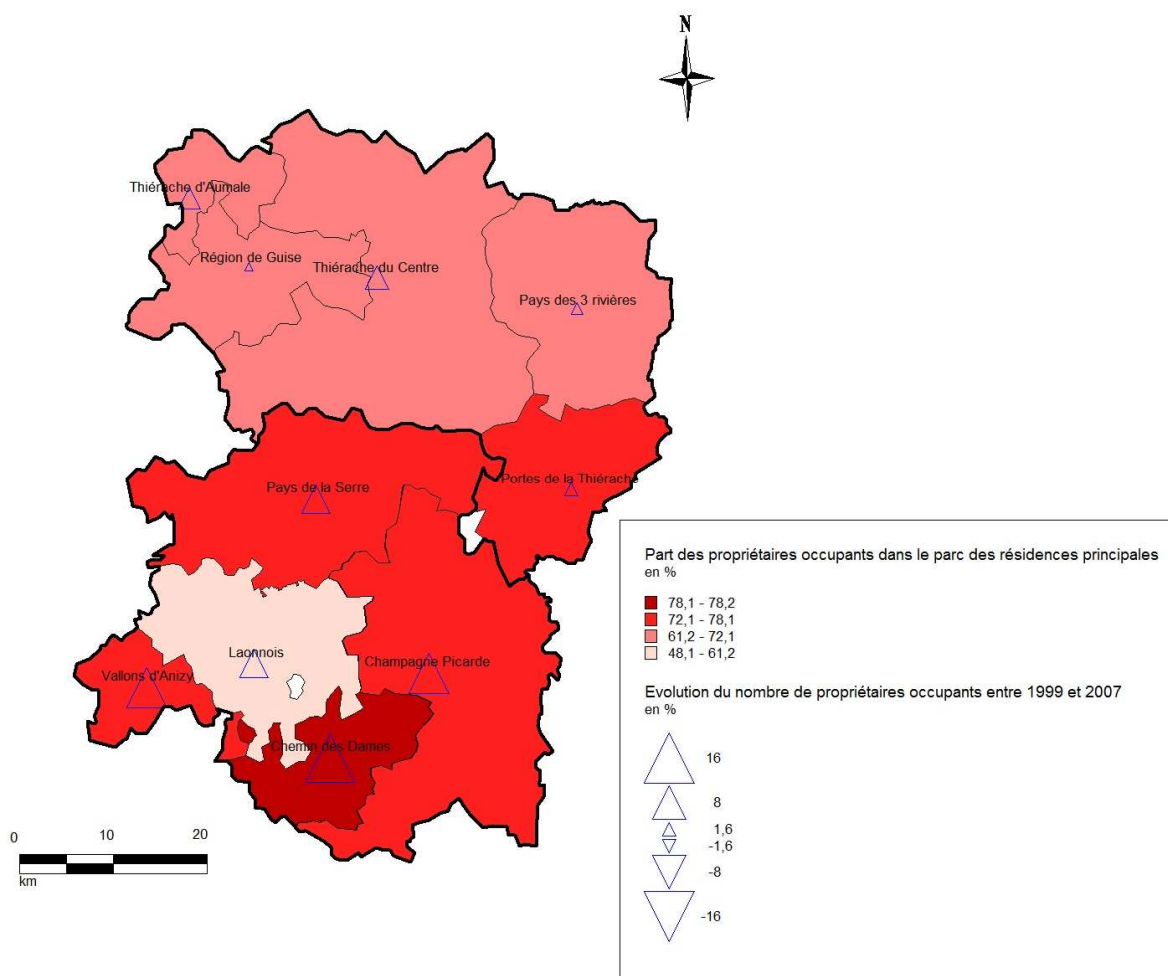 N
Thiérache d'Aumale
Région de Guise
Thiérache du Centre
Pays des 3 rivières
Pays de la Serre
Portes de la Thiérache
Laonnois
Vallons d'Anizy
Champagne Picarde
Chemin des Dames
0 10 20
km
Part des propriétaires occupants dans le parc des résidences principales
en %
78,1 - 78,2
72,1 - 78,1
61,2 - 72,1
48,1 - 61,2
Evolution du nombre de propriétaires occupants entre 1999 et 2007
en %
16
8
1,6
-1,6
-8
-16